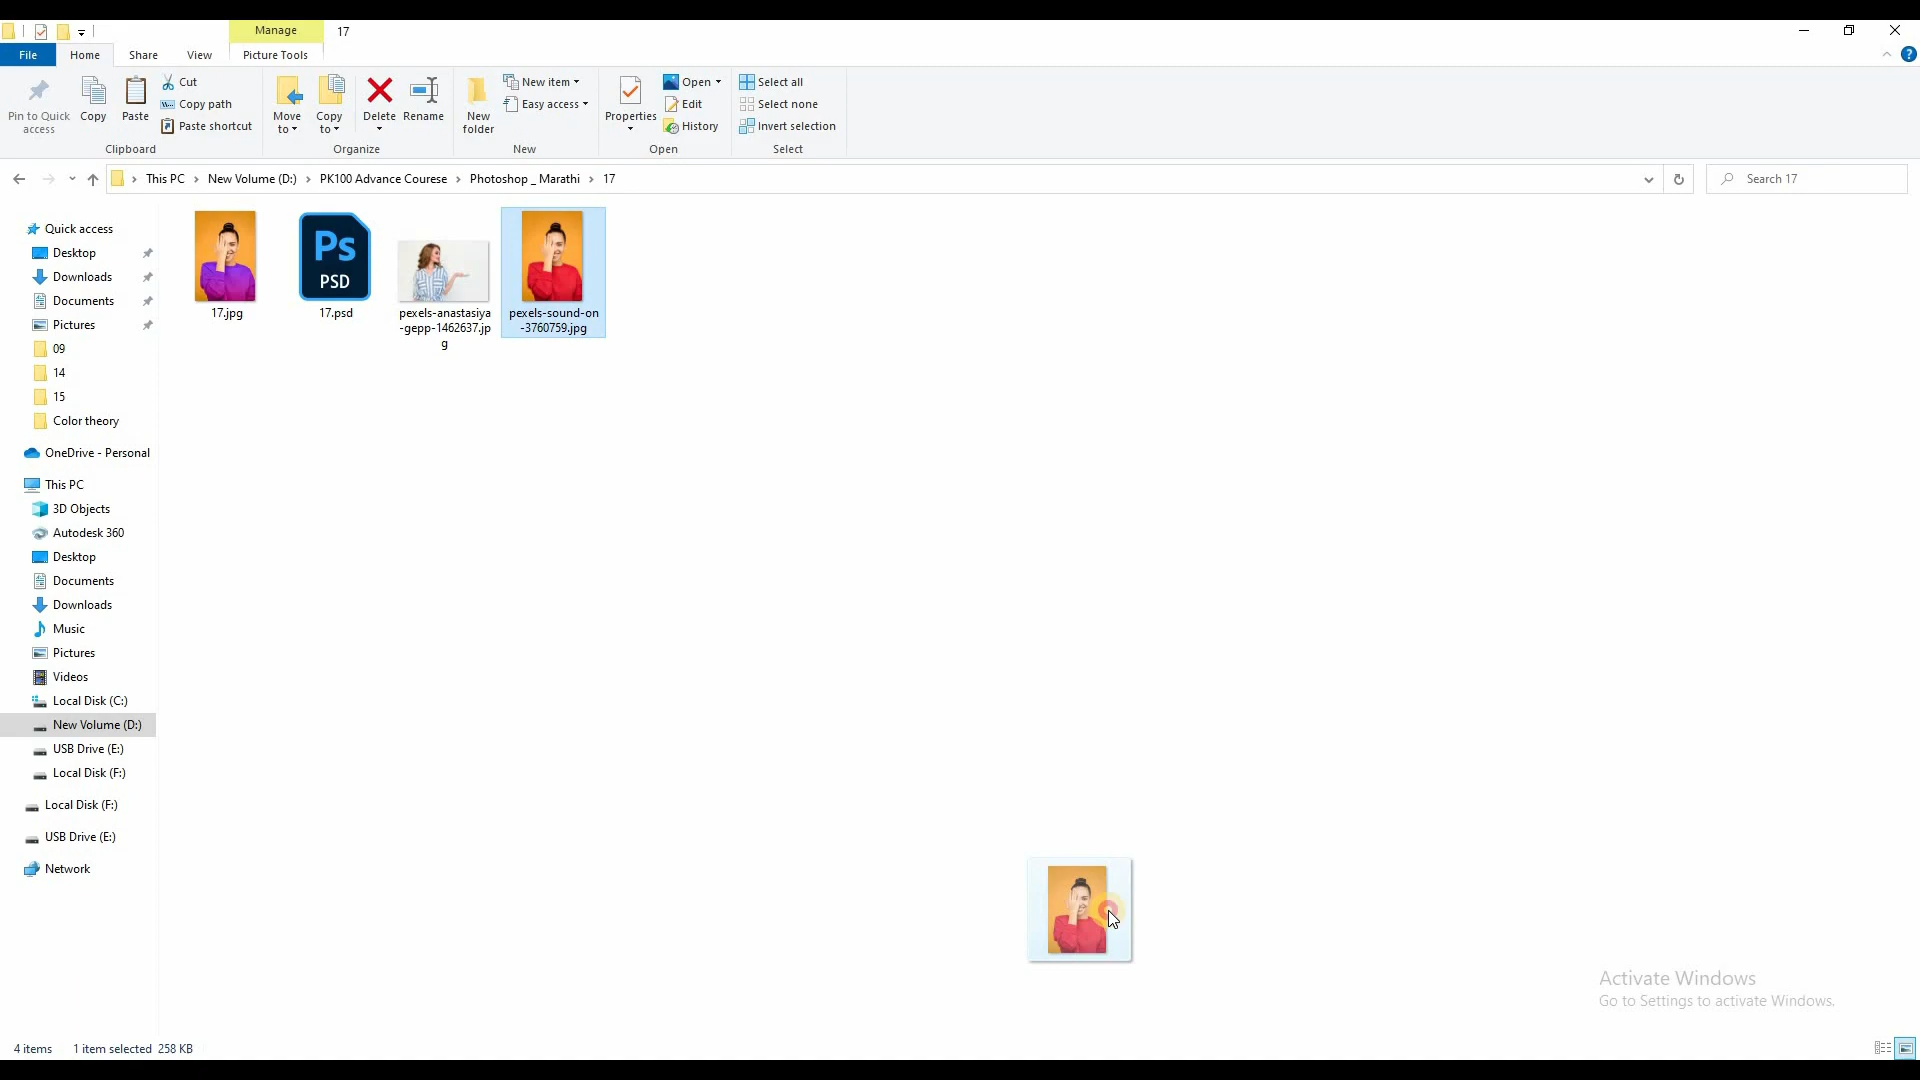 Manage
17
File
Home
Share
View
Picture Tools
Pin to Quick access
Copy
Paste
Cut
Copy path
Paste shortcut
Clipboard
Move to
Copy to
Delete
Rename
Organize
New folder
New item
Easy access
New
Properties
Open
Edit
History
Open
Select all
Select none
Invert selection
Select
This PC
New Volume (D:)
PK100 Advance Courese
Photoshop _ Marathi
17
Search 17
Quick access
Desktop
Downloads
Documents
Pictures
09
14
15
Color theory
OneDrive - Personal
This PC
3D Objects
Autodesk 360
Desktop
Documents
Downloads
Music
Pictures
Videos
Local Disk (C:)
New Volume (D:)
USB Drive (E:)
Local Disk (F:)
Local Disk (F:)
USB Drive (E:)
Network
17.jpg
Ps
PSD
17.psd
pexels-anastasiya
-gepp-1462637.jp
g
pexels-sound-on
-3760759.jpg
Activate Windows
Go to Settings to activate Windows.
4 items
1 item selected 258 KB